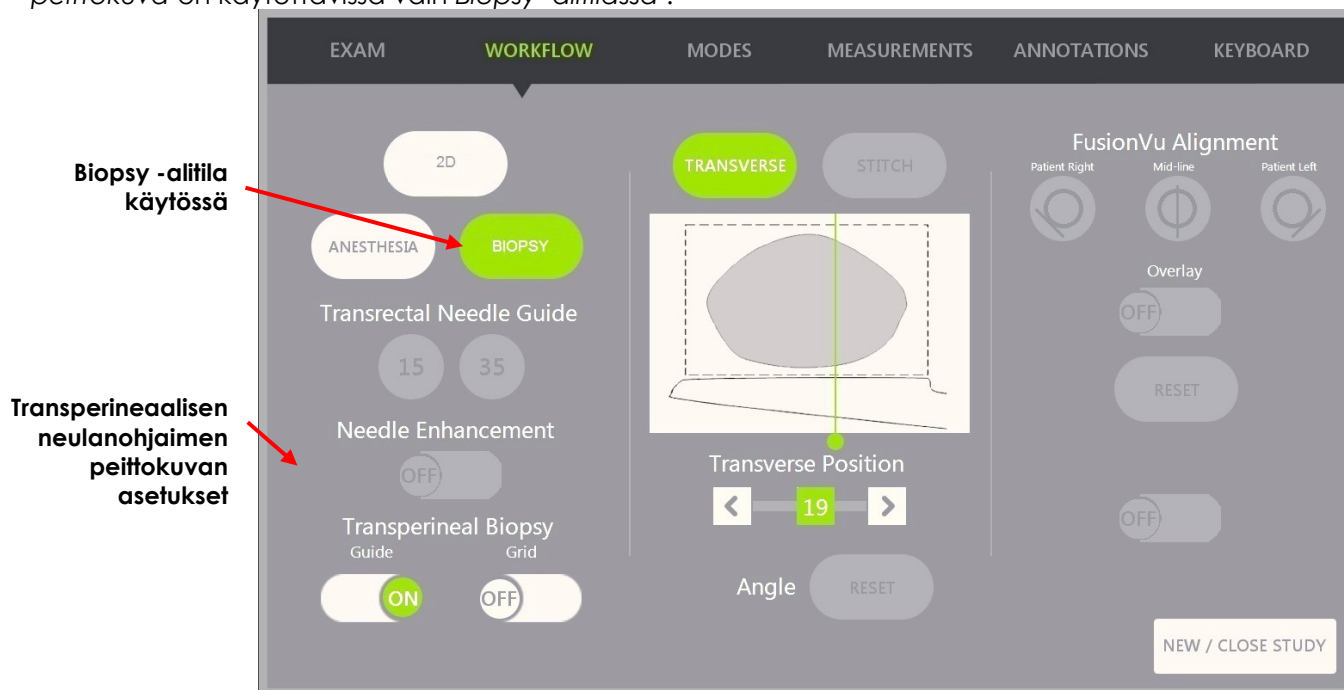 peittokuva on käytettävissä vain Biopsy -alitilassa .
EXAM WORKFLOW MODES MEASUREMENTS ANNOTATIONS KEYBOARD
Biopsy -alitila
käytössä
2D
ANESTHESIA BIOPSY
Transrectal Needle Guide
15 35
Transperineaalisen
neulanohjaimen
peittokuvan
asetukset
Needle Enhancement
OFF
Transperineal Biopsy
Guide Grid
ON OFF
TRANSVERSE STITCH
Transverse Position
19
Angle RESET
FusionVu Alignment
Patient Right Mid-line Patient Left
Overlay
OFF
RESET
OFF
NEW / CLOSE STUDY